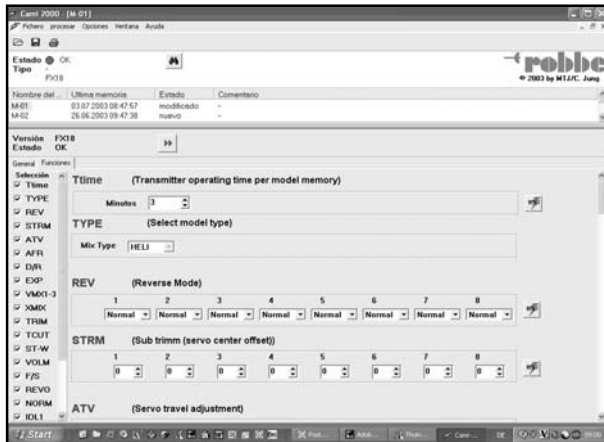 Cami 2000 - [M-01]
Fichero procesar Opciones Ventana Ayuda
Estado OK
Tipo -
FX18
robbe
© 2003 by MTJ/C. Jung
Nombre del ... Ultima memoria Estado Comentario
M-01 03.07.2003 08:47:57 modificado -
M-02 26.06.2003 09:47:38 nuevo -
Versión FX18
Estado OK
General Funciones
Selección
Ttime
TYPE
REV
STRM
ATV
AFR
D/R
EXP
VMX1-3
XMIX
TRIM
TCUT
ST-W
VOLM
F/S
REVO
NORM
IDL1
Ttime (Transmitter operating time per model memory)
Minutos 3
TYPE (Select model type)
Mix Type HELI
REV (Reverse Mode)
1 2 3 4 5 6 7 8
Normal Normal Normal Normal Normal Normal Normal Normal
STRM (Sub trimm (servo center offset))
1 2 3 4 5 6 7 8
0 0 0 0 0 0 0 0
ATV (Servo travel adjustment)
Start
DE
09:00